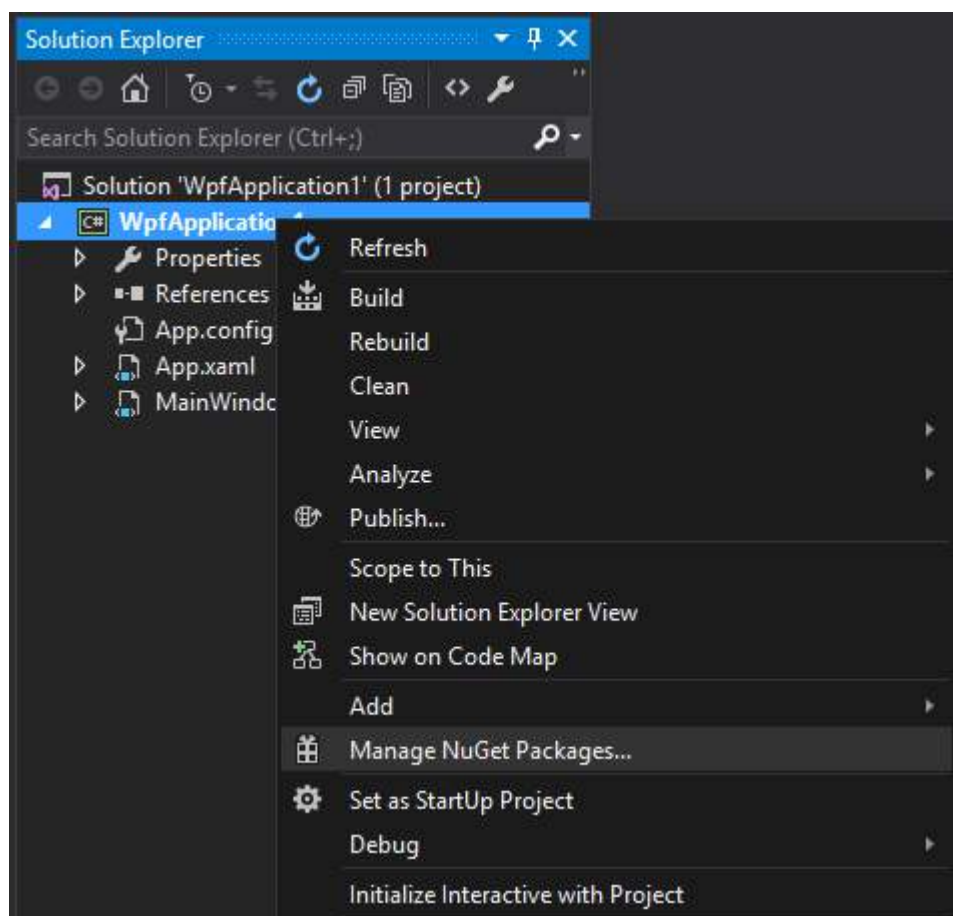 Solution Explorer
Search Solution Explorer (Ctrl+;)
Solution 'WpfApplication1' (1 project)
C# WpfApplicatio
Properties
References
App.config
App.xaml
MainWindo
Refresh
Build
Rebuild
Clean
View
Analyze
Publish...
Scope to This
New Solution Explorer View
Show on Code Map
Add
Manage NuGet Packages...
Set as StartUp Project
Debug
Initialize Interactive with Project